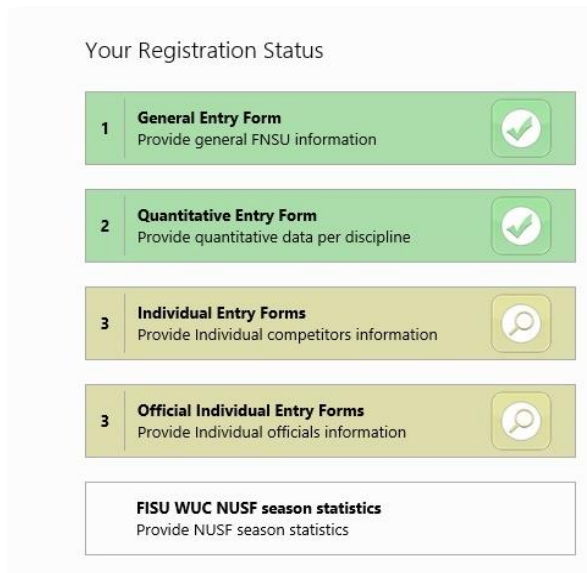 Your Registration Status
1
General Entry Form
Provide general FNSU information
2
Quantitative Entry Form
Provide quantitative data per discipline
3
Individual Entry Forms
Provide Individual competitors information
3
Official Individual Entry Forms
Provide Individual officials information
FISU WUC NUSF season statistics
Provide NUSF season statistics